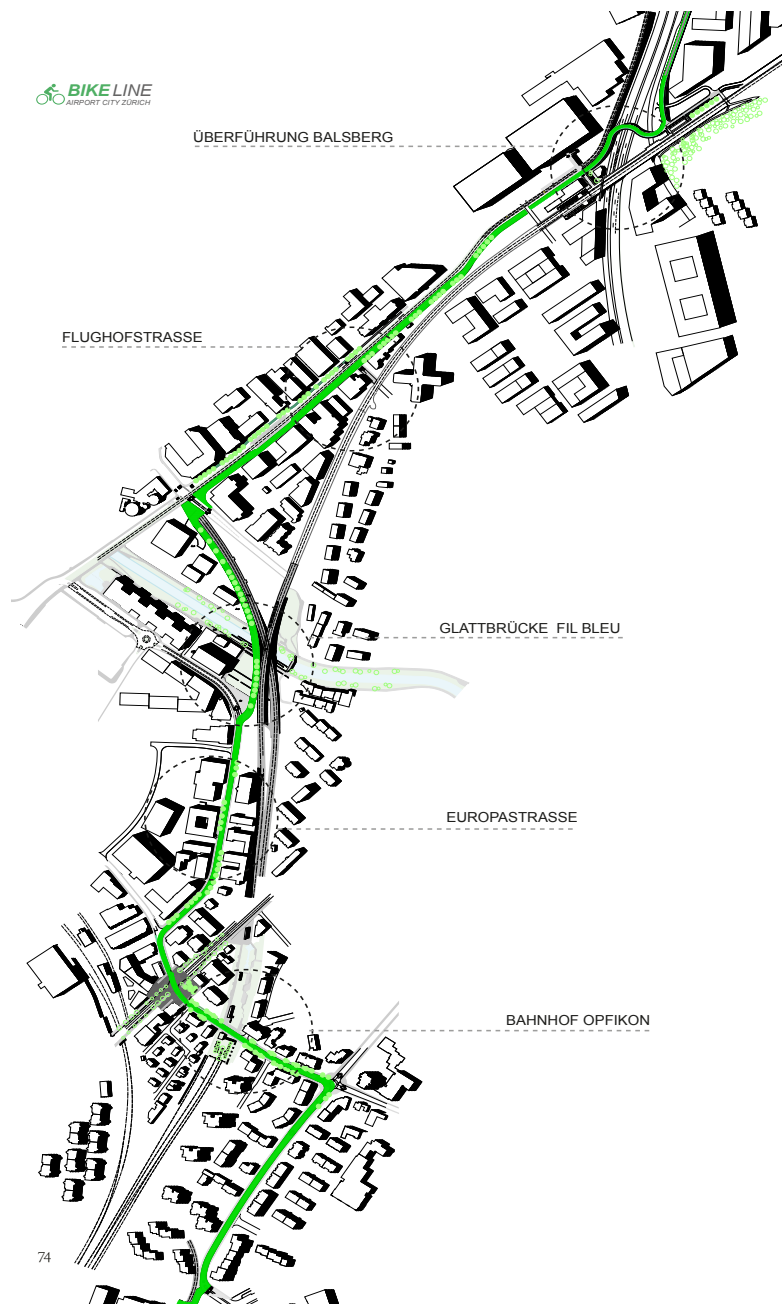 BIKE LINE
AIRPORT CITY ZÜRICH
ÜBERFÜHRUNG BALSBERG
FLUGHOFSTRASSE
GLATTBRÜCKE FIL BLEU
EUROPASTRASSE
BAHNHOF OPFIKON
74